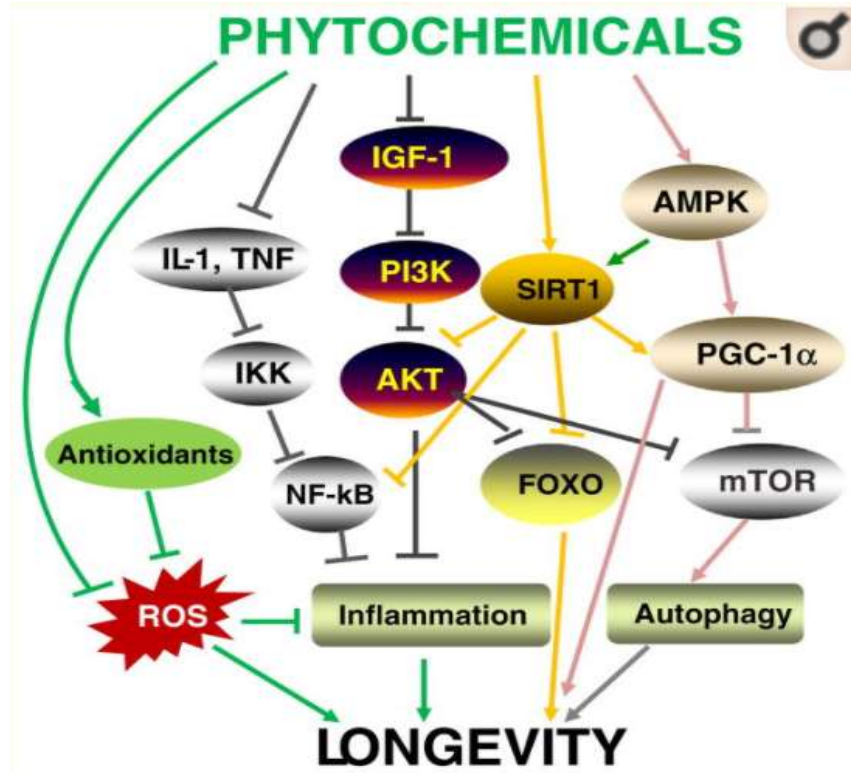 PHYTOCHEMICALS
IGF-1
AMPK
IL-1, TNF
PI3K
SIRT1
IKK
AKT
PGC-1α
Antioxidants
NF-kB
FOXO
mTOR
ROS
Inflammation
Autophagy
LONGEVITY